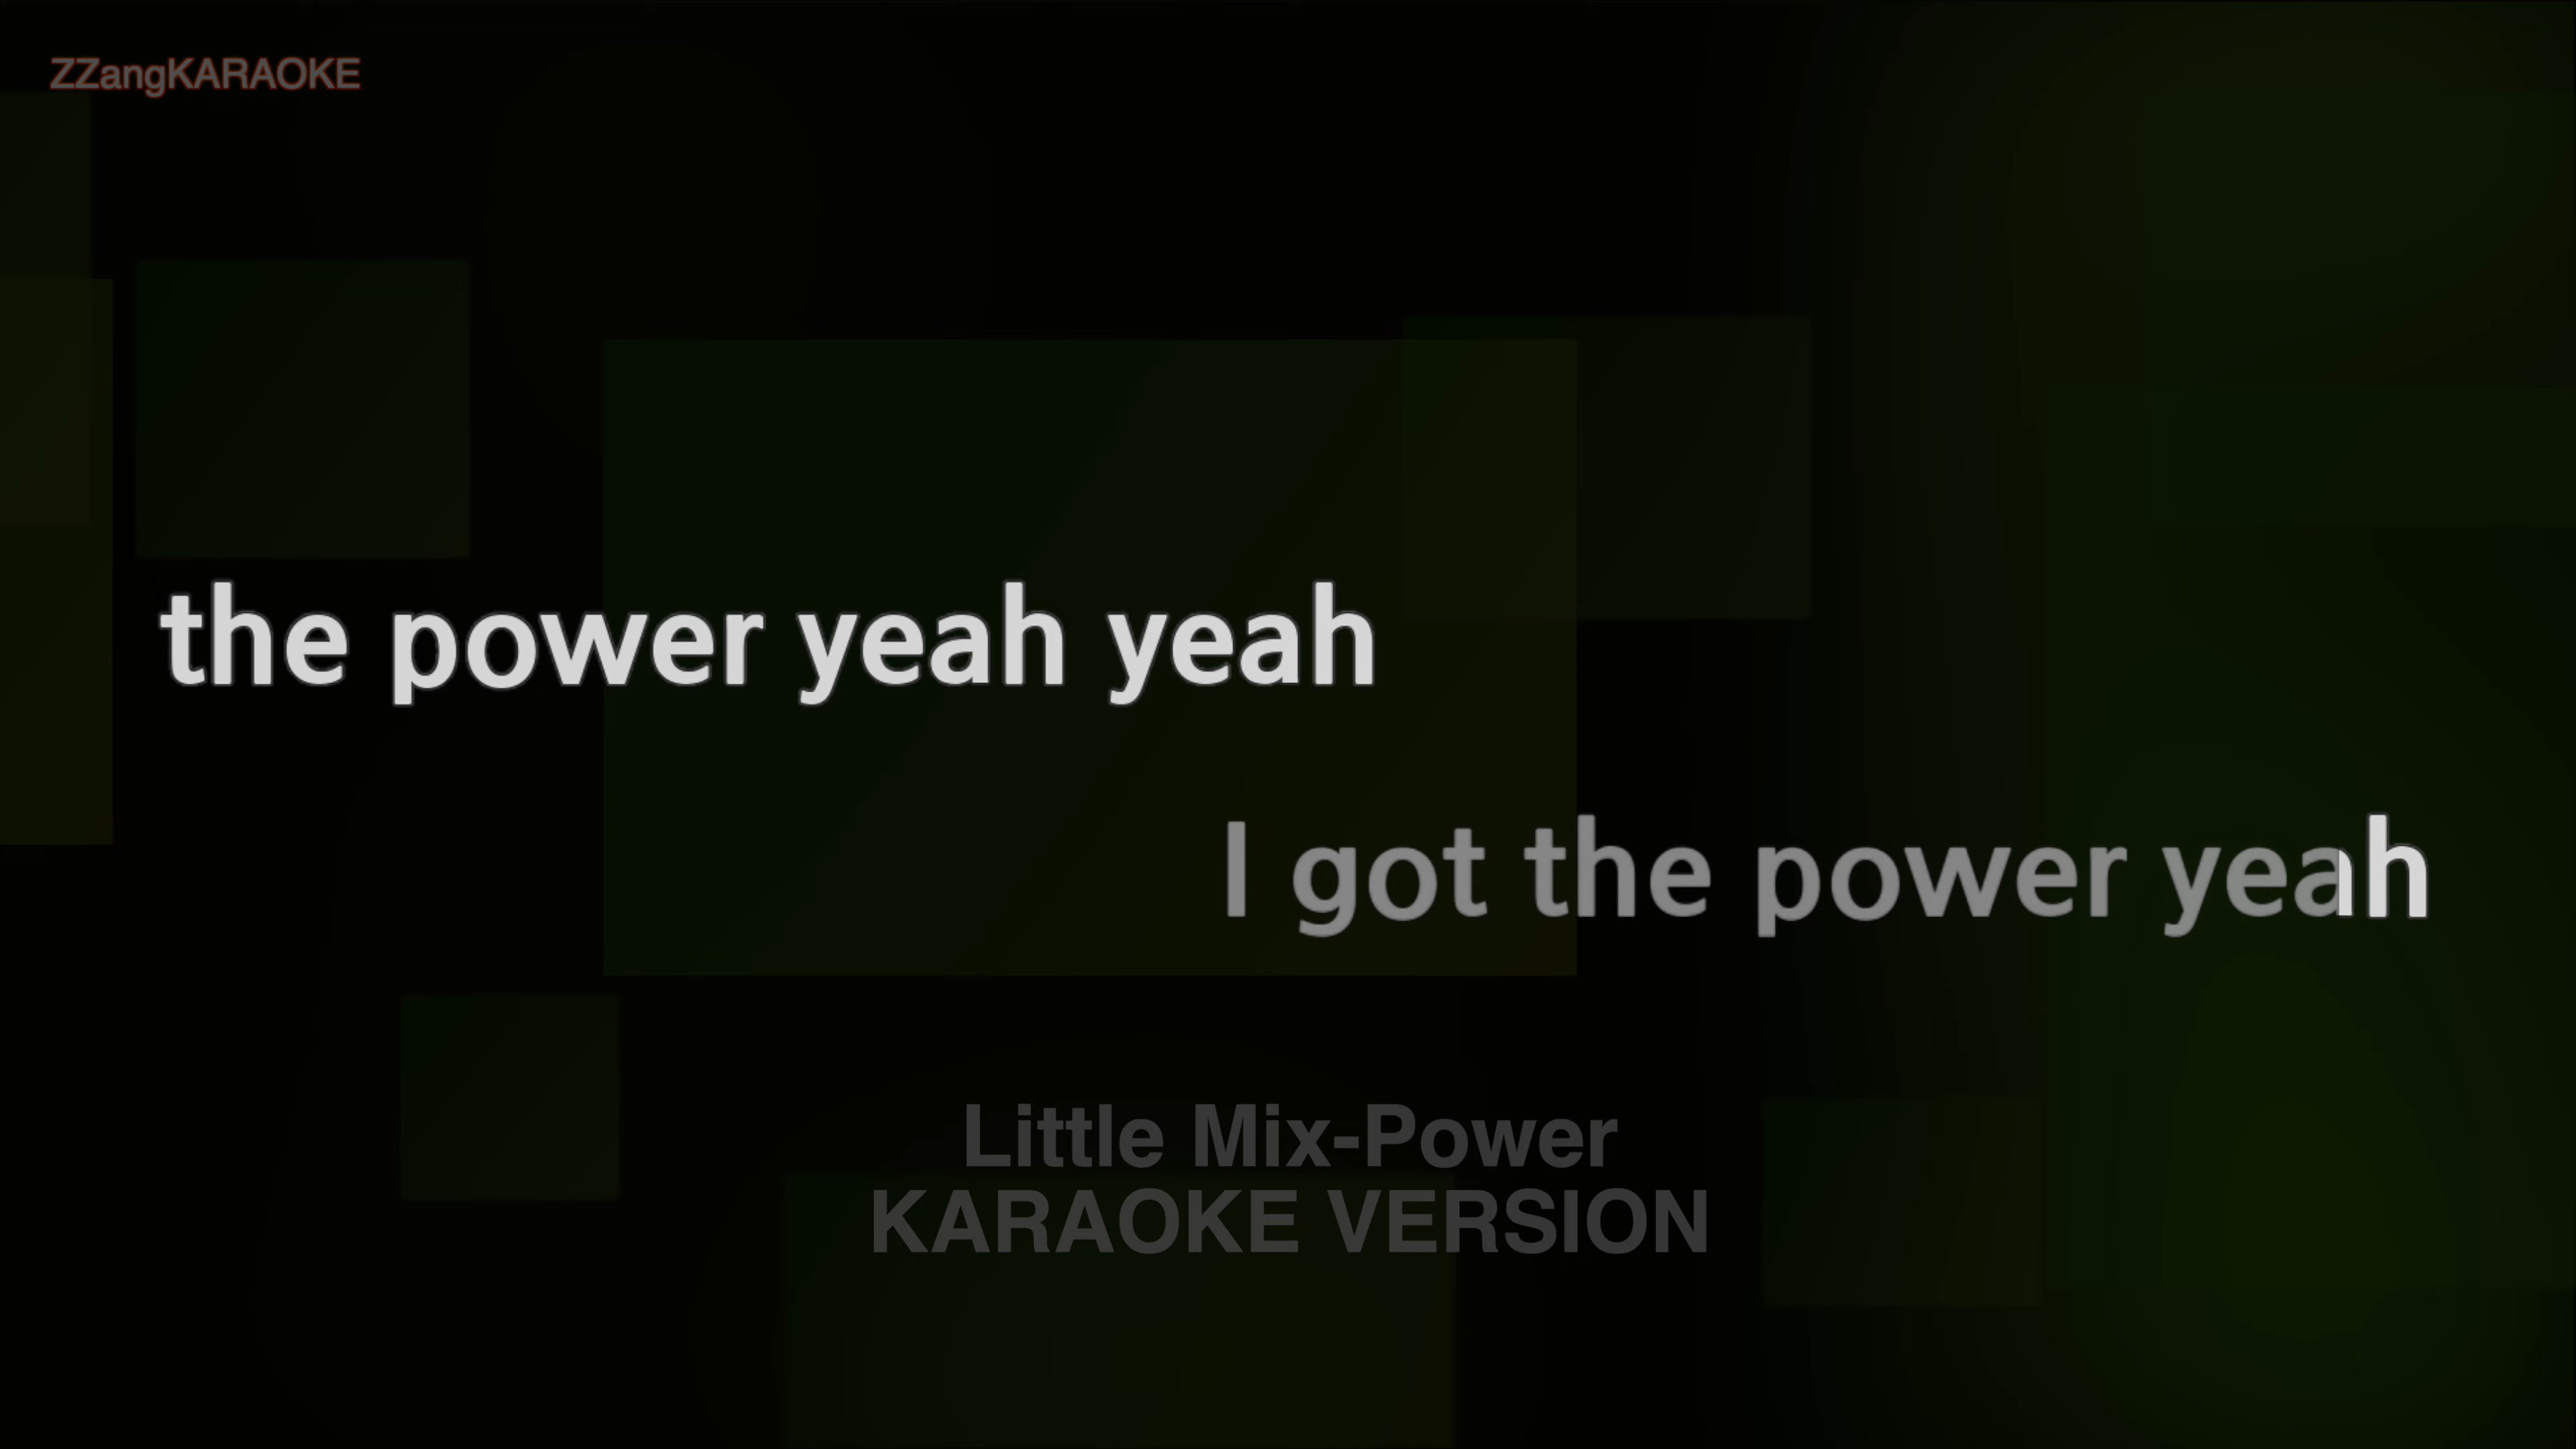 ZZangKARAOKE
the power yeah yeah
I got the power yeah
Little Mix-Power
KARAOKE VERSION